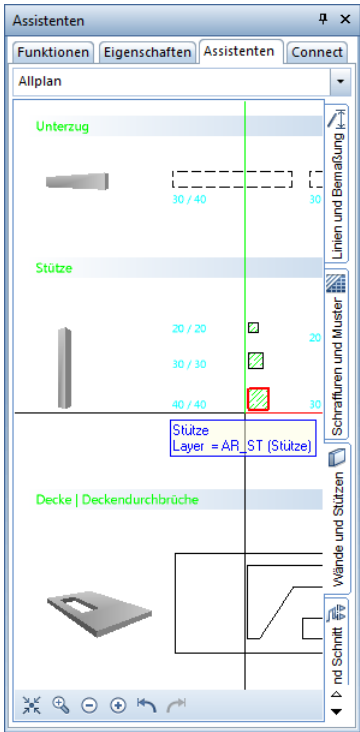 Assistenten
Funktionen Eigenschaften Assistenten Connect
Allplan
Unterzug
30 / 40
30
Stütze
20 / 20
20
30 / 30
40 / 40
30
Stütze
Layer = AR_ST (Stütze)
Decke | Deckendurchbrüche
Linien und Bemaßung
Schraffuren und Muster
Wände und Stützen
nd Schnitt